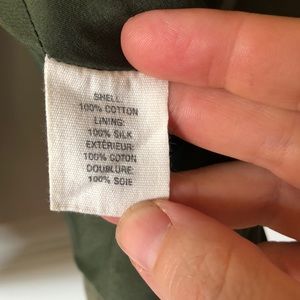 SHELL:
100% COTTON
LINING:
100% SILK
EXTÉRIEUR:
100% COTON
DOUBLURE:
100% SOIE